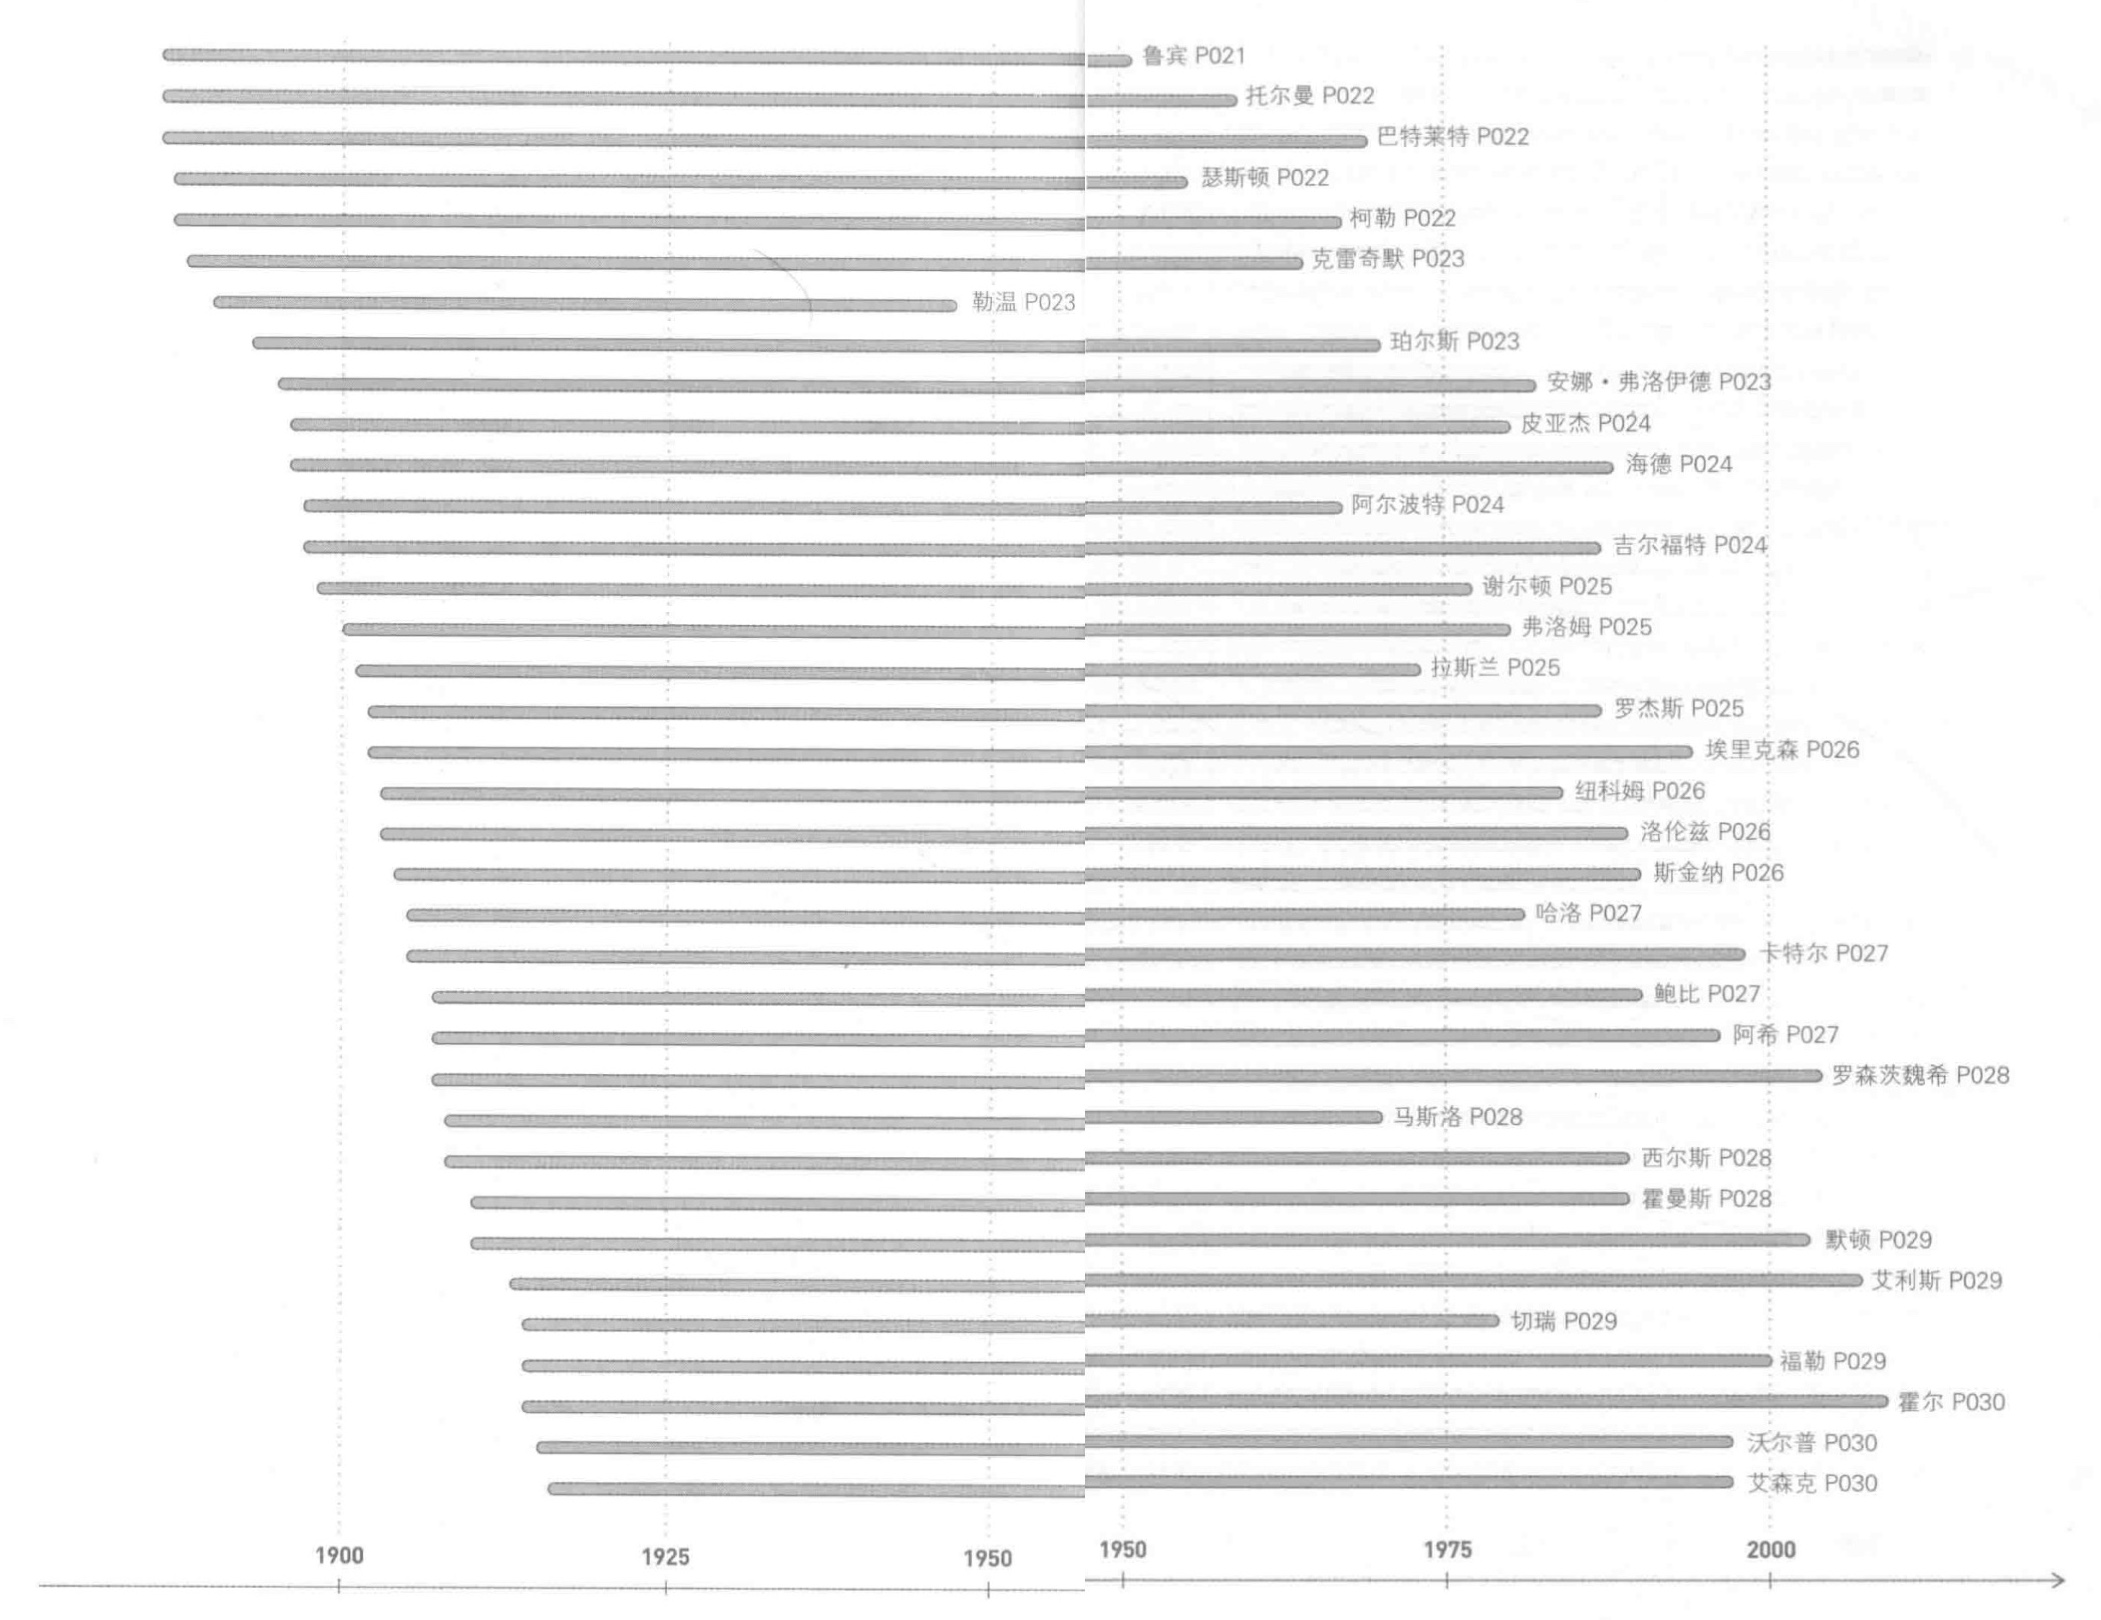 鲁宾 P021
托尔曼 P022
巴特莱特 P022
瑟斯顿 P022
柯勒 P022
克雷奇默 P023
勒温 P023
珀尔斯 P023
安娜・弗洛伊德 P023
皮亚杰 P024
海德 P024
阿尔波特 P024
吉尔福特 P024
谢尔顿 P025
弗洛姆 P025
拉斯兰 P025
罗杰斯 P025
埃里克森 P026
纽科姆 P026
洛伦兹 P026
斯金纳 P026
哈洛 P027
卡特尔 P027
鲍比 P027
阿希 P027
罗森茨魏希 P028
马斯洛 P028
西尔斯 P028
霍曼斯 P028
默顿 P029
艾利斯 P029
切瑞 P029
福勒 P029
霍尔 P030
沃尔普 P030
艾森克 P030
1900 1925 1950 1950 1975 2000